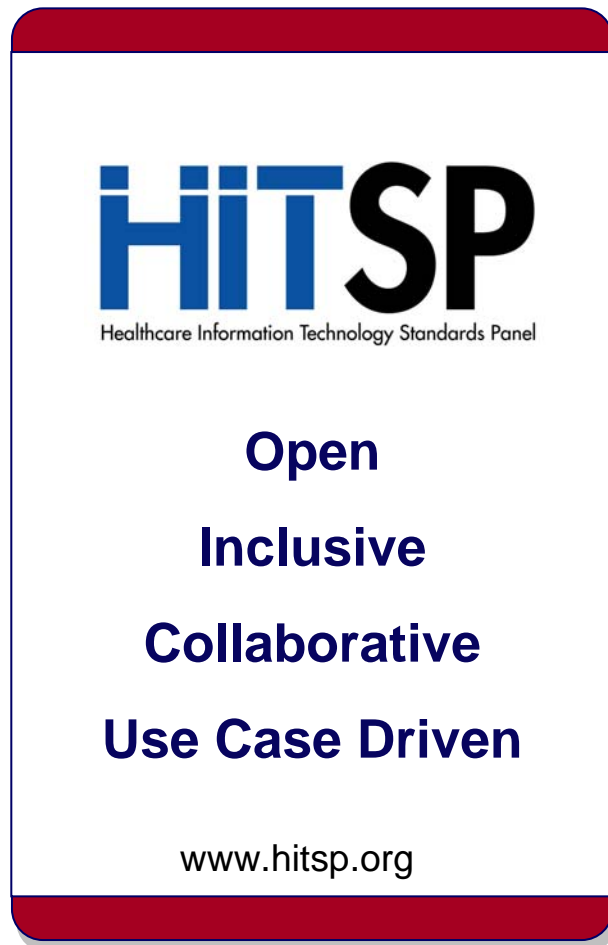 HiTSP
Healthcare Information Technology Standards Panel
Open
Inclusive
Collaborative
Use Case Driven
www.hitsp.org